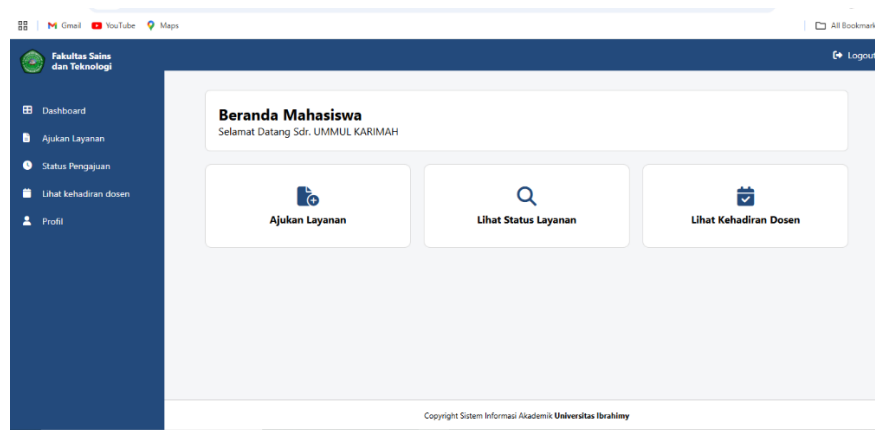 Gmail YouTube Maps All Bookmark
Fakultas Sains
dan Teknologi
Logout
Dashboard
Ajukan Layanan
Status Pengajuan
Lihat kehadiran dosen
Profil
Beranda Mahasiswa
Selamat Datang Sdr. UMMUL KARIMAH
Ajukan Layanan
Lihat Status Layanan
Lihat Kehadiran Dosen
Copyright Sistem Informasi Akademik Universitas Ibrahimy